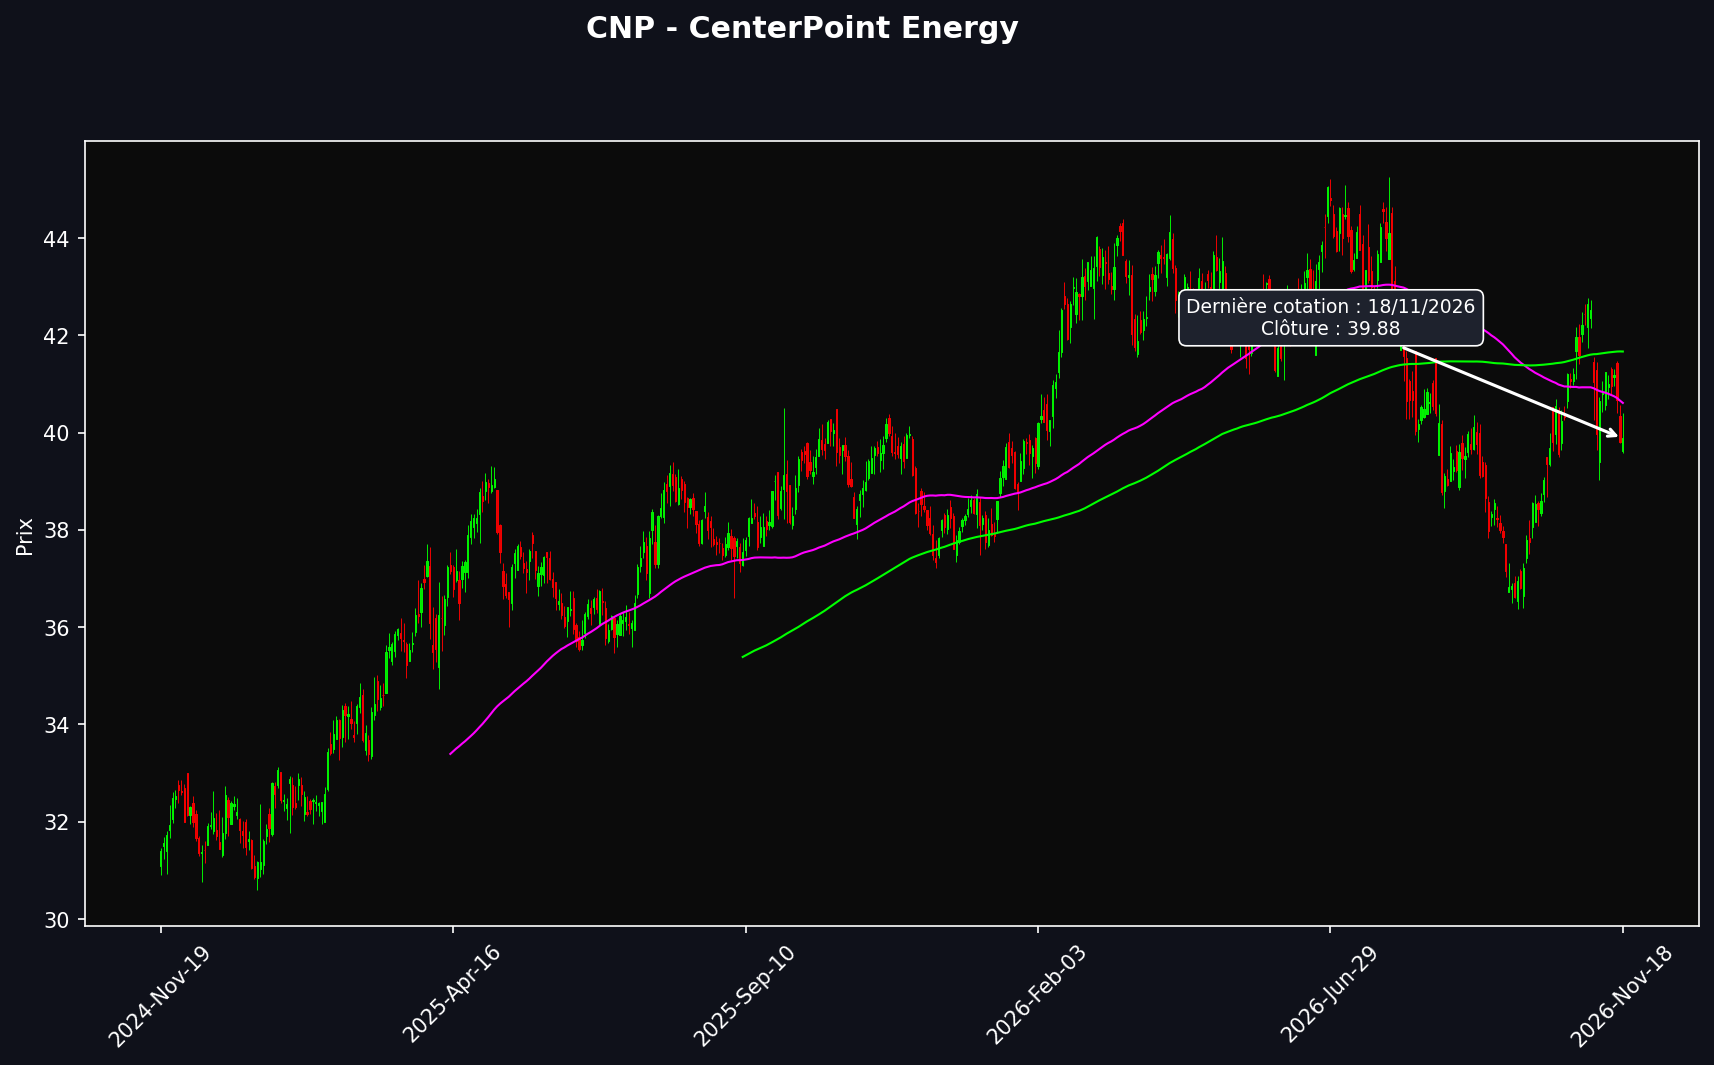 CNP - CenterPoint Energy
Prix
44
42
40
38
36
34
32
30
Dernière cotation : 18/11/2026
Clôture : 39.88
2024-Nov-19
2025-Apr-16
2025-Sep-10
2026-Feb-03
2026-Jun-29
2026-Nov-18